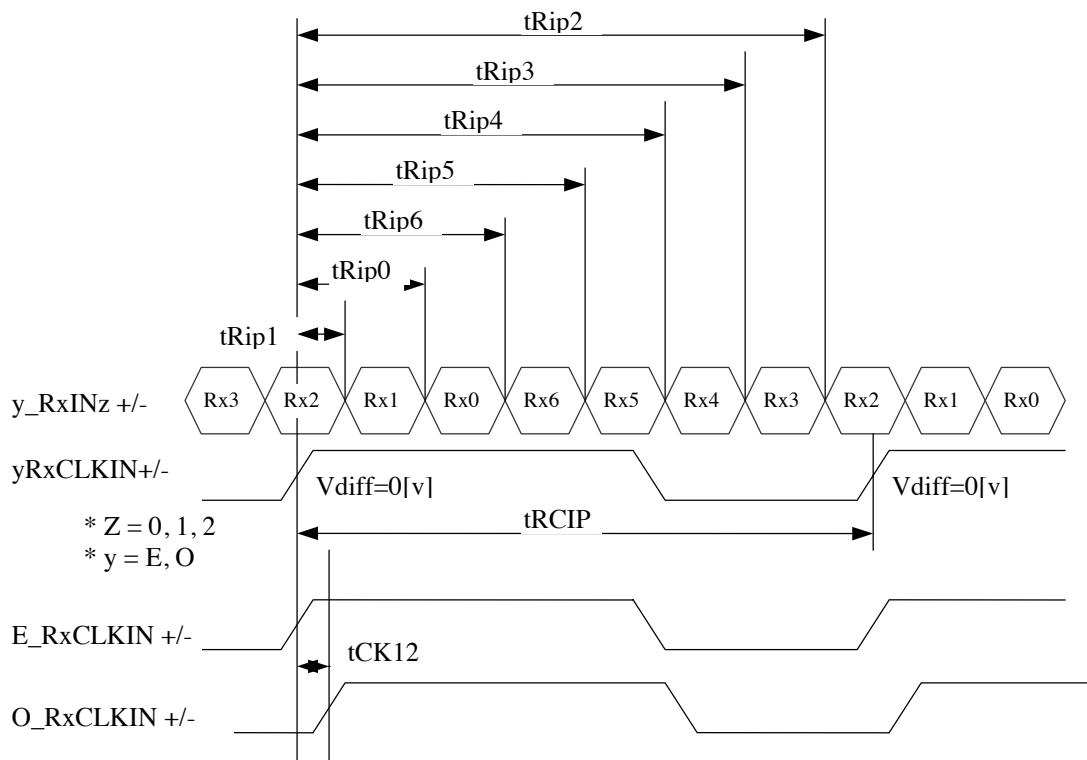 tRip2
tRip3
tRip4
tRip5
tRip6
tRip0
tRip1
y_RxINz +/- Rx3 Rx2 Rx1 Rx0 Rx6 Rx5 Rx4 Rx3 Rx2 Rx1 Rx0
yRxCLKIN+/-
Vdiff=0[v] Vdiff=0[v]
* Z = 0, 1, 2
tRCIP
* y = E, O
E_RxCLKIN +/-
tCK12
O_RxCLKIN +/-